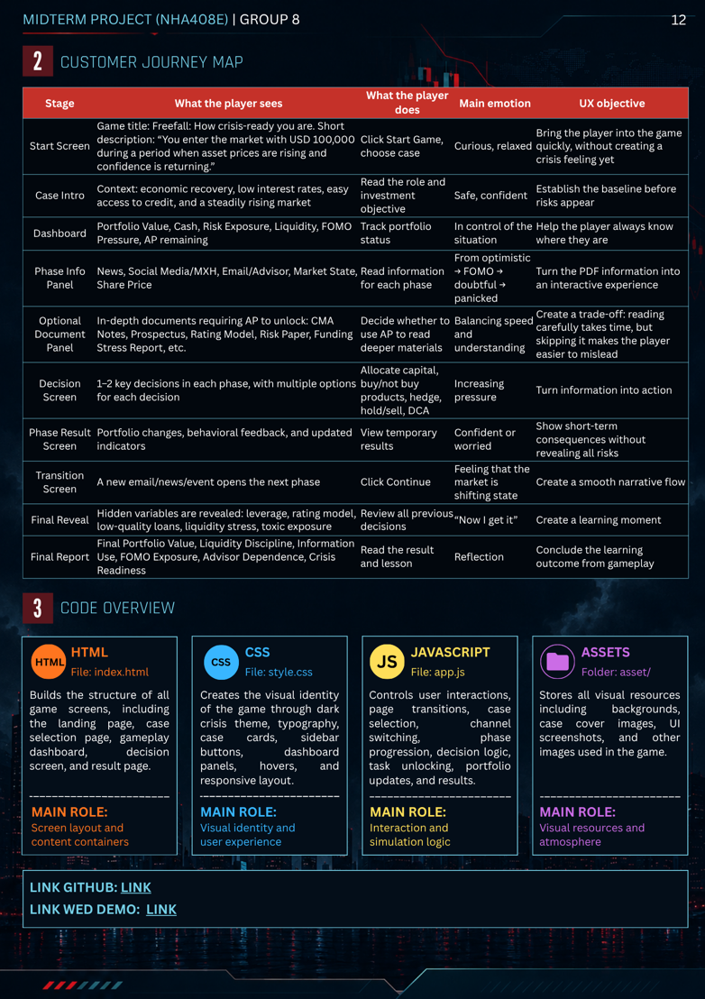 MIDTERM PROJECT (NHA408E) | GROUP 8
12
2
CUSTOMER JOURNEY MAP
Stage
What the player sees
What the player
does
Main emotion
UX objective
Start Screen
Game title: Freefall: How crisis-ready you are. Short
description: “You enter the market with USD 100,000
during a period when asset prices are rising and
confidence is returning.”
Click Start Game,
choose case
Curious, relaxed
Bring the player into the game
quickly, without creating a
crisis feeling yet
Case Intro
Context: economic recovery, low interest rates, easy
access to credit, and a steadily rising market
Read the role and
investment
objective
Safe, confident
Establish the baseline before
risks appear
Dashboard
Portfolio Value, Cash, Risk Exposure, Liquidity, FOMO
Pressure, AP remaining
Track portfolio
status
In control of the
situation
Help the player always know
where they are
Phase Info
Panel
News, Social Media/MXH, Email/Advisor, Market State,
Share Price
Read information
for each phase
From optimistic
→ FOMO →
doubtful →
panicked
Turn the PDF information into
an interactive experience
Optional
Document
Panel
In-depth documents requiring AP to unlock: CMA
Notes, Prospectus, Rating Model, Risk Paper, Funding
Stress Report, etc.
Decide whether to
use AP to read
deeper materials
Balancing speed
and
understanding
Create a trade-off: reading
carefully takes time, but
skipping it makes the player
easier to mislead
Decision
Screen
1–2 key decisions in each phase, with multiple options
for each decision
Allocate capital,
buy/not buy
products, hedge,
hold/sell, DCA
Increasing
pressure
Turn information into action
Phase Result
Screen
Portfolio changes, behavioral feedback, and updated
indicators
View temporary
results
Confident or
worried
Show short-term
consequences without
revealing all risks
Transition
Screen
A new email/news/event opens the next phase
Click Continue
Feeling that the
market is
shifting state
Create a smooth narrative flow
Final Reveal
Hidden variables are revealed: leverage, rating model,
low-quality loans, liquidity stress, toxic exposure
Review all previous
decisions
“Now I get it”
Create a learning moment
Final Report
Final Portfolio Value, Liquidity Discipline, Information
Use, FOMO Exposure, Advisor Dependence, Crisis
Readiness
Read the result
and lesson
Reflection
Conclude the learning
outcome from gameplay
3
CODE OVERVIEW
HTML
HTML
File: index.html
Builds the structure of all
game screens, including
the landing page, case
selection page, gameplay
dashboard, decision
screen, and result page.
MAIN ROLE:
Screen layout and
content containers
CSS
CSS
File: style.css
Creates the visual identity
of the game through dark
crisis theme, typography,
case cards, sidebar
buttons, dashboard
panels, hovers, and
responsive layout.
MAIN ROLE:
Visual identity and
user experience
JS
JAVASCRIPT
File: app.js
Controls user interactions,
page transitions, case
selection, channel
switching, phase
progression, decision logic,
task unlocking, portfolio
updates, and results.
MAIN ROLE:
Interaction and
simulation logic
ASSETS
Folder: asset/
Stores all visual resources
including backgrounds,
case cover images, UI
screenshots, and other
images used in the game.
MAIN ROLE:
Visual resources and
atmosphere
LINK GITHUB: LINK
LINK WED DEMO: LINK